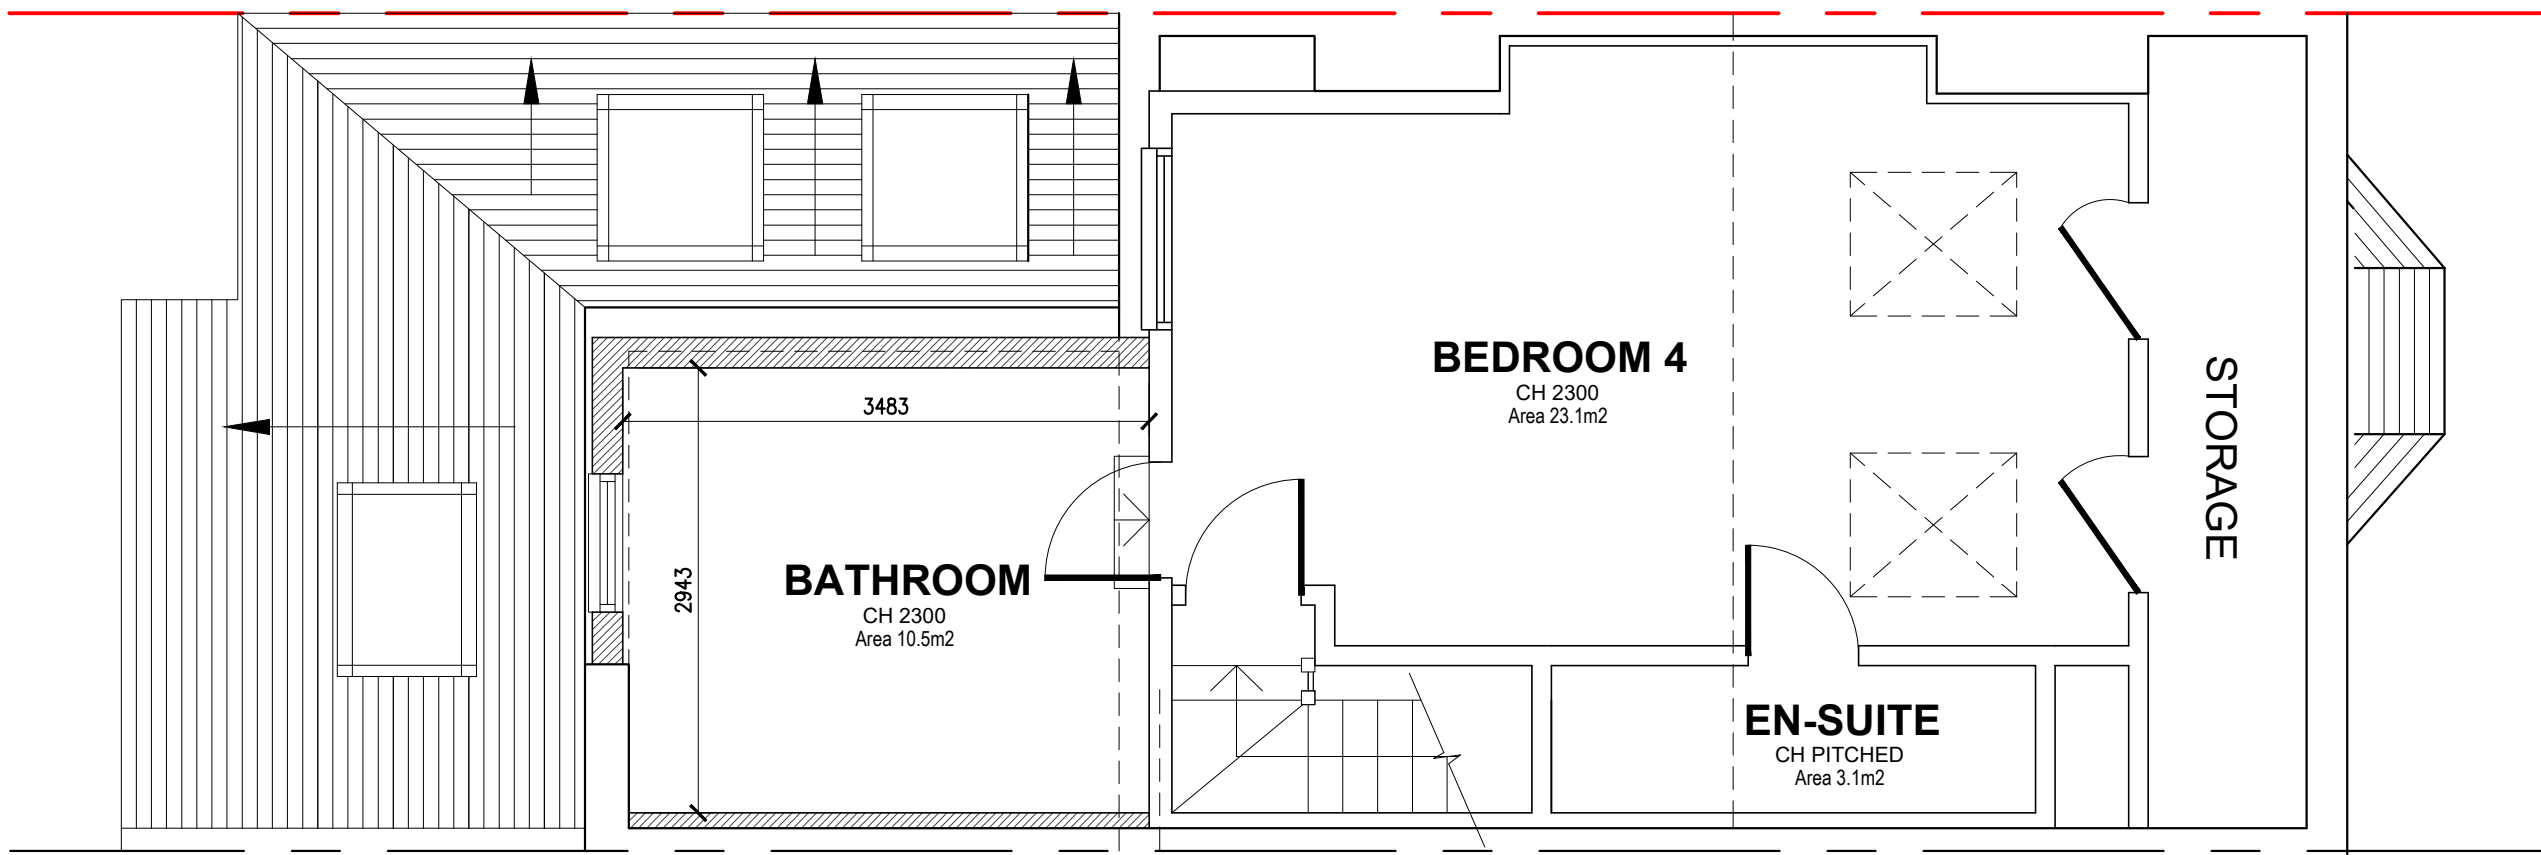 BEDROOM 4
CH 2300
Area 23.1m2
STORAGE
3483
2943
BATHROOM
CH 2300
Area 10.5m2
EN-SUITE
CH PITCHED
Area 3.1m2